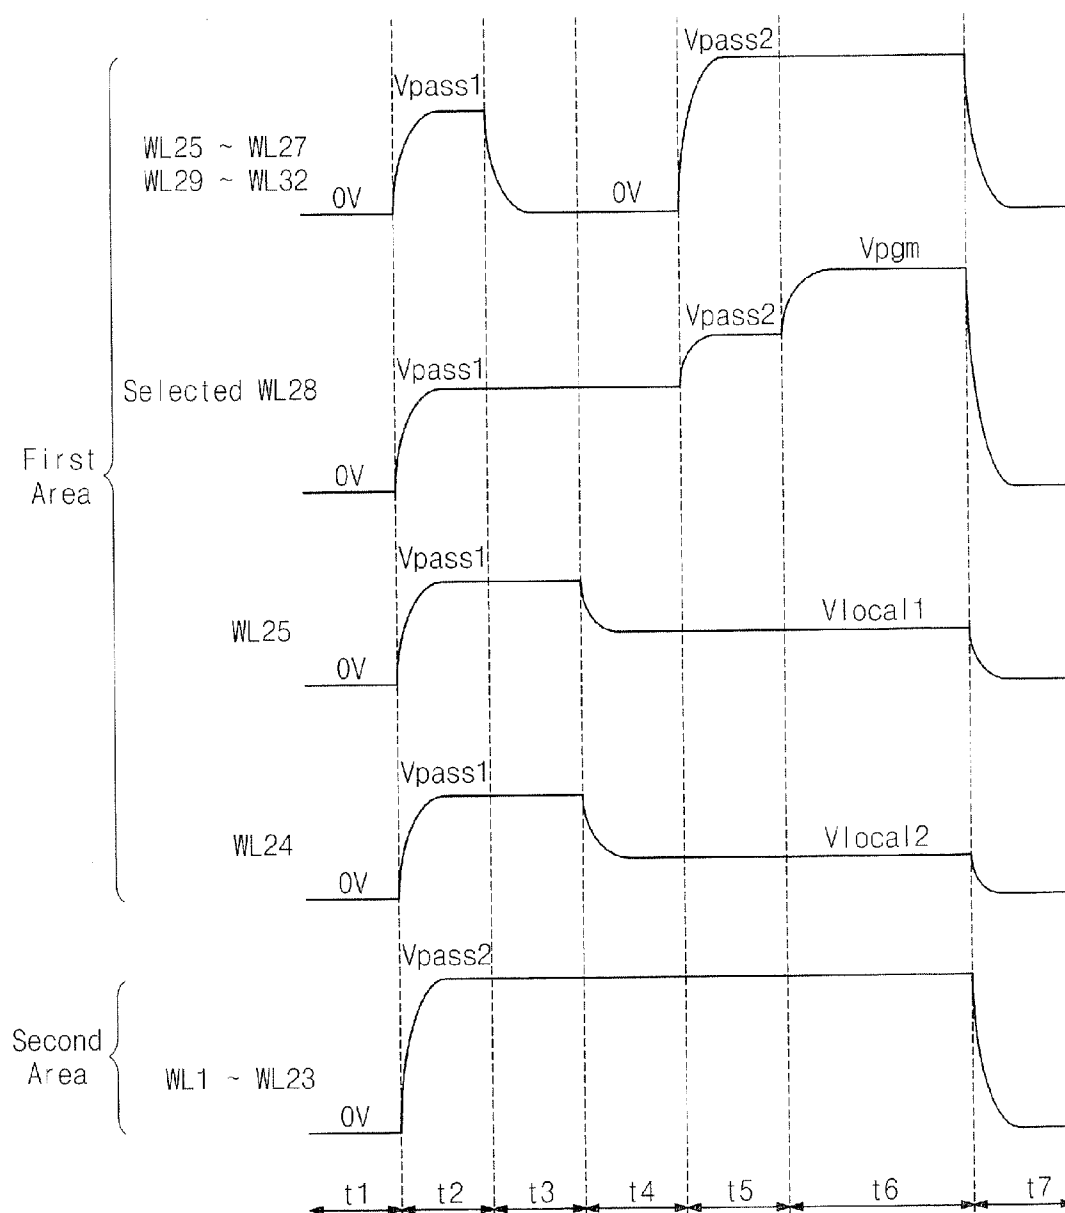 Vpass2
Vpass1
WL25 ~ WL27
WL29 ~ WL32
0V
0V
Vpgm
Vpass2
Vpass1
Selected WL28
First
Area
0V
Vpass1
Vlocal1
WL25
0V
Vpass1
Vlocal2
WL24
0V
Vpass2
Second
Area
WL1 ~ WL23
0V
t1 t2 t3 t4 t5 t6 t7